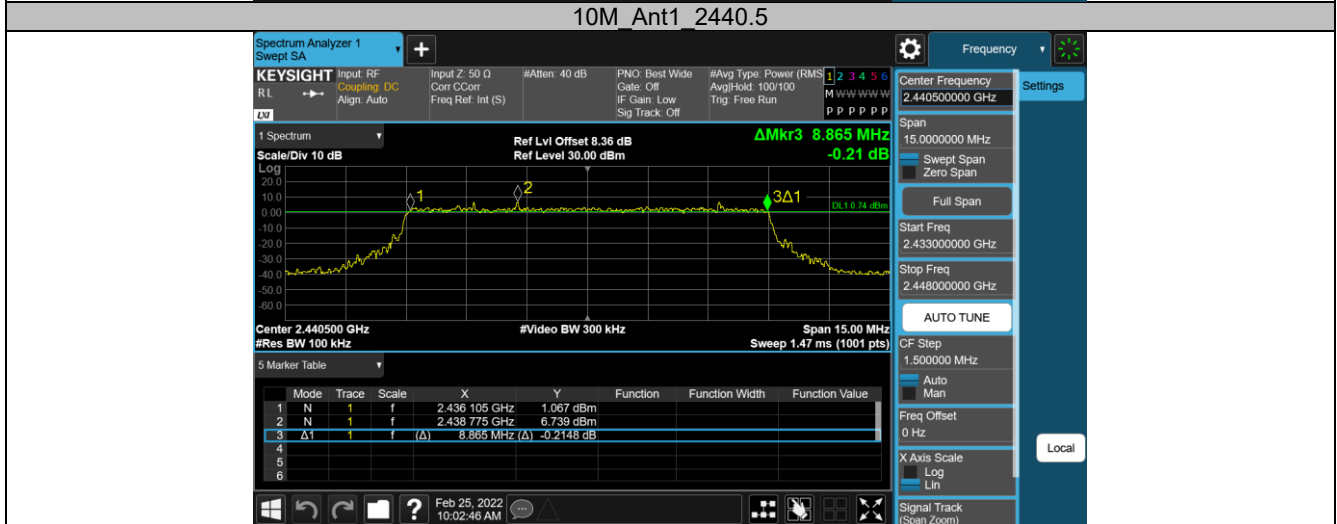 10M_Ant1_2440.5
Spectrum Analyzer 1
Swept SA
Frequency
KEYSIGHT
RL
LXI
Input: RF
Coupling: DC
Align: Auto
Input Z: 50 Ω
Corr CCorr
Freq Ref: Int (S)
#Atten: 40 dB
PNO: Best Wide
Gate: Off
IF Gain: Low
Sig Track: Off
#Avg Type: Power (RMS
Avg|Hold: 100/100
Trig: Free Run
1 2 3 4 5 6
M W W W W W
P P P P P P
1 Spectrum
Scale/Div 10 dB
Ref Lvl Offset 8.36 dB
Ref Level 30.00 dBm
ΔMkr3 8.865 MHz
-0.21 dB
Log
20.0
10.0
0.00
-10.0
-20.0
-30.0
-40.0
-50.0
-60.0
1
2
3Δ1
DL1 0.74 dBm
Center 2.440500 GHz
#Res BW 100 kHz
#Video BW 300 kHz
Span 15.00 MHz
Sweep 1.47 ms (1001 pts)
5 Marker Table
Mode Trace Scale X Y Function Function Width Function Value
1 N 1 f 2.436 105 GHz 1.067 dBm
2 N 1 f 2.438 775 GHz 6.739 dBm
3 Δ1 1 f (Δ) 8.865 MHz (Δ) -0.2148 dB
4
5
6
Feb 25, 2022
10:02:46 AM
Center Frequency
2.440500000 GHz
Settings
Span
15.0000000 MHz
Swept Span
Zero Span
Full Span
Start Freq
2.433000000 GHz
Stop Freq
2.448000000 GHz
AUTO TUNE
CF Step
1.500000 MHz
Auto
Man
Freq Offset
0 Hz
X Axis Scale
Log
Lin
Local
Signal Track
(Span Zoom)